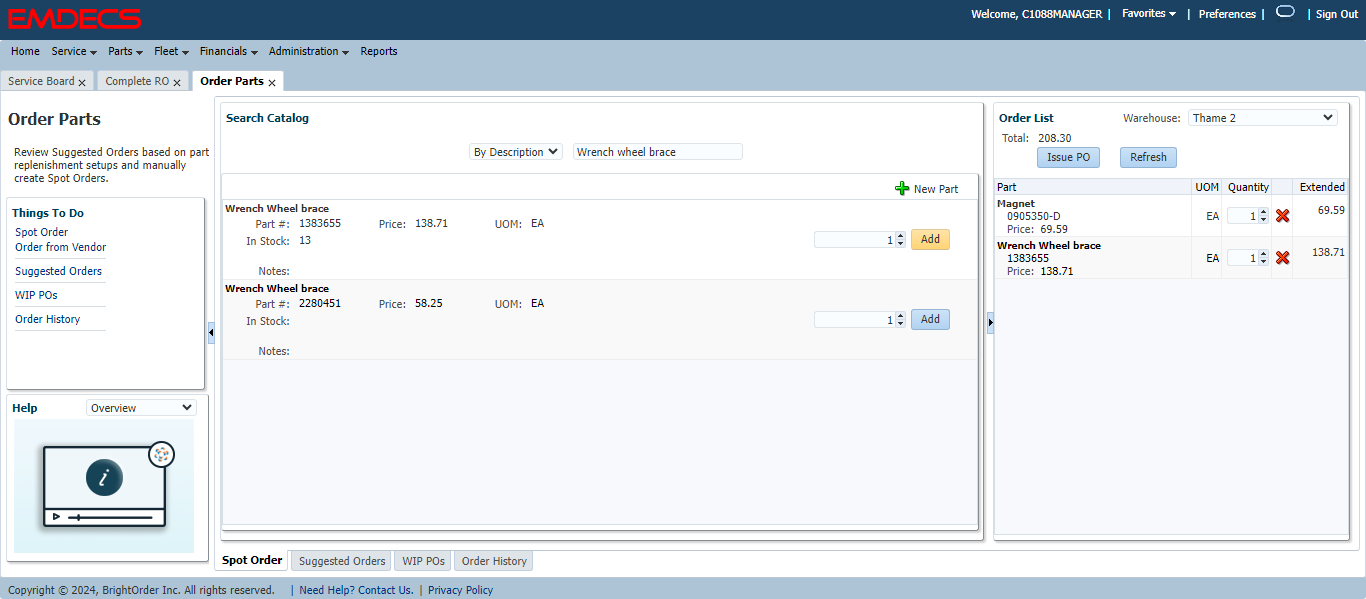 EMDECS
Welcome, C1088MANAGER | Favorites | Preferences | | Sign Out
Home Service Parts Fleet Financials Administration Reports
Service Board x Complete RO x Order Parts x
Order Parts
Review Suggested Orders based on part
replenishment setups and manually
create Spot Orders.
Things To Do
Spot Order
Order from Vendor
Suggested Orders
WIP POs
Order History
Help Overview
i
Search Catalog
By Description Wrench wheel brace
New Part
Wrench Wheel brace
Part #: 1383655 Price: 138.71 UOM: EA
In Stock: 13 1 Add
Notes:
Wrench Wheel brace
Part #: 2280451 Price: 58.25 UOM: EA
In Stock: 1 Add
Notes:
Order List Warehouse: Thame 2
Total: 208.30
Issue PO Refresh
Part UOM Quantity Extended
Magnet
0905350-D EA 1 69.59
Price: 69.59
Wrench Wheel brace
1383655 EA 1 138.71
Price: 138.71
Spot Order Suggested Orders WIP POs Order History
Copyright © 2024, BrightOrder Inc. All rights reserved. | Need Help? Contact Us. | Privacy Policy